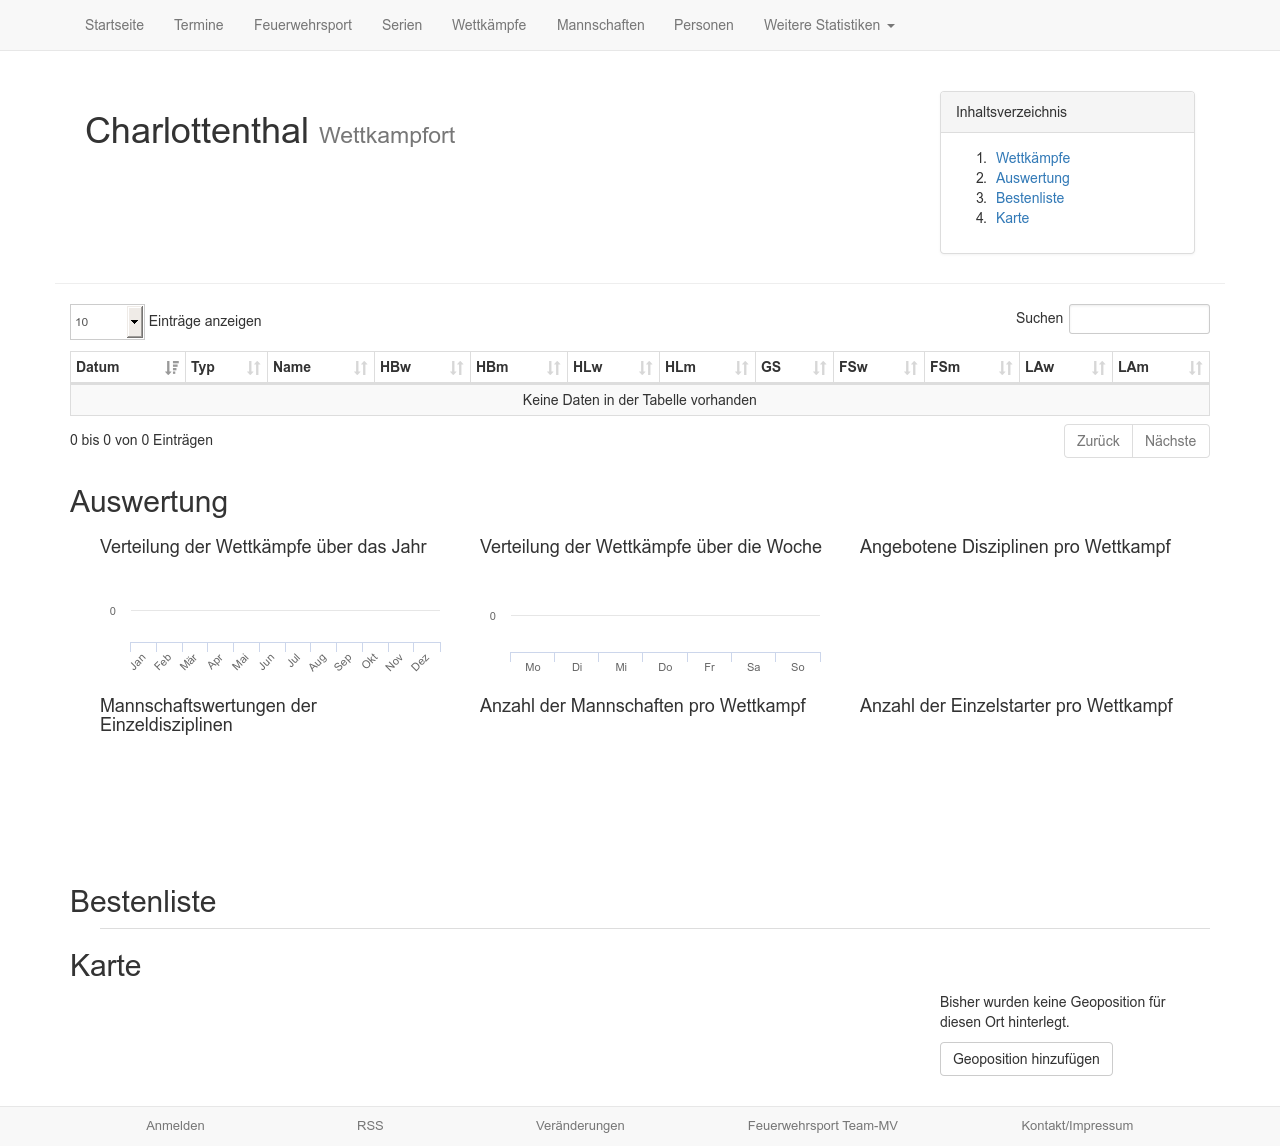 Startseite Termine Feuerwehrsport Serien Wettkämpfe Mannschaften Personen Weitere Statistiken
Charlottenthal Wettkampfort
Inhaltsverzeichnis
1. Wettkämpfe
2. Auswertung
3. Bestenliste
4. Karte
10 Einträge anzeigen
Suchen
Datum Typ Name HBw HBm HLw HLm GS FSw FSm LAw LAm
Keine Daten in der Tabelle vorhanden
0 bis 0 von 0 Einträgen
Zurück Nächste
Auswertung
Verteilung der Wettkämpfe über das Jahr
0
Jan Feb Mär Apr Mai Jun Jul Aug Sep Okt Nov Dez
Verteilung der Wettkämpfe über die Woche
0
Mo Di Mi Do Fr Sa So
Angebotene Disziplinen pro Wettkampf
Mannschaftswertungen der
Einzeldisziplinen
Anzahl der Mannschaften pro Wettkampf
Anzahl der Einzelstarter pro Wettkampf
Bestenliste
Karte
Bisher wurden keine Geoposition für
diesen Ort hinterlegt.
Geoposition hinzufügen
Anmelden RSS Veränderungen Feuerwehrsport Team-MV Kontakt/Impressum